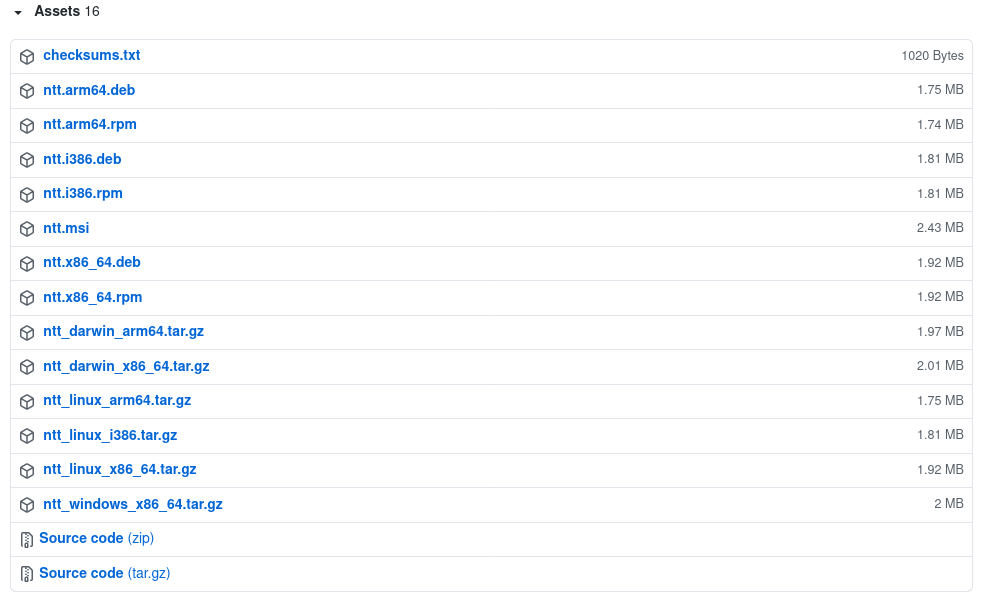 Assets 16
checksums.txt 1020 Bytes
ntt.arm64.deb 1.75 MB
ntt.arm64.rpm 1.74 MB
ntt.i386.deb 1.81 MB
ntt.i386.rpm 1.81 MB
ntt.msi 2.43 MB
ntt.x86_64.deb 1.92 MB
ntt.x86_64.rpm 1.92 MB
ntt_darwin_arm64.tar.gz 1.97 MB
ntt_darwin_x86_64.tar.gz 2.01 MB
ntt_linux_arm64.tar.gz 1.75 MB
ntt_linux_i386.tar.gz 1.81 MB
ntt_linux_x86_64.tar.gz 1.92 MB
ntt_windows_x86_64.tar.gz 2 MB
Source code (zip)
Source code (tar.gz)